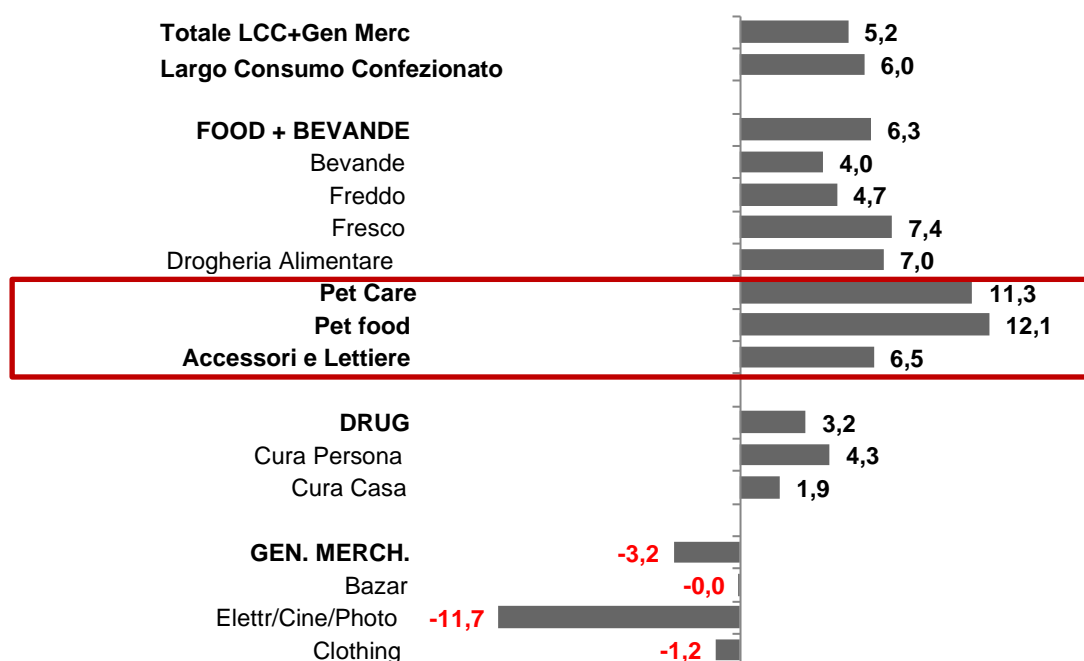 Totale LCC+Gen Merc 5,2
Largo Consumo Confezionato 6,0
FOOD + BEVANDE 6,3
Bevande 4,0
Freddo 4,7
Fresco 7,4
Drogheria Alimentare 7,0
Pet Care 11,3
Pet food 12,1
Accessori e Lettiere 6,5
DRUG 3,2
Cura Persona 4,3
Cura Casa 1,9
GEN. MERCH. -3,2
Bazar -0,0
Elettr/Cine/Photo -11,7
Clothing -1,2